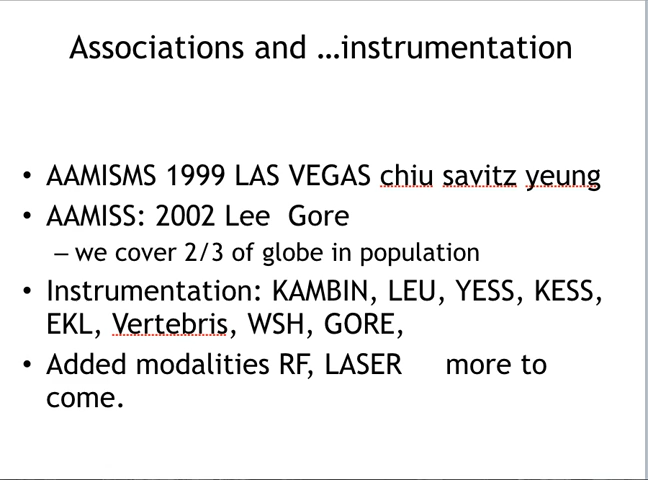 Associations and …instrumentation
• AAMISMS 1999 LAS VEGAS chiu savitz yeung
• AAMISS: 2002 Lee Gore
– we cover 2/3 of globe in population
• Instrumentation: KAMBIN, LEU, YESS, KESS,
EKL, Vertebris, WSH, GORE,
• Added modalities RF, LASER more to
come.